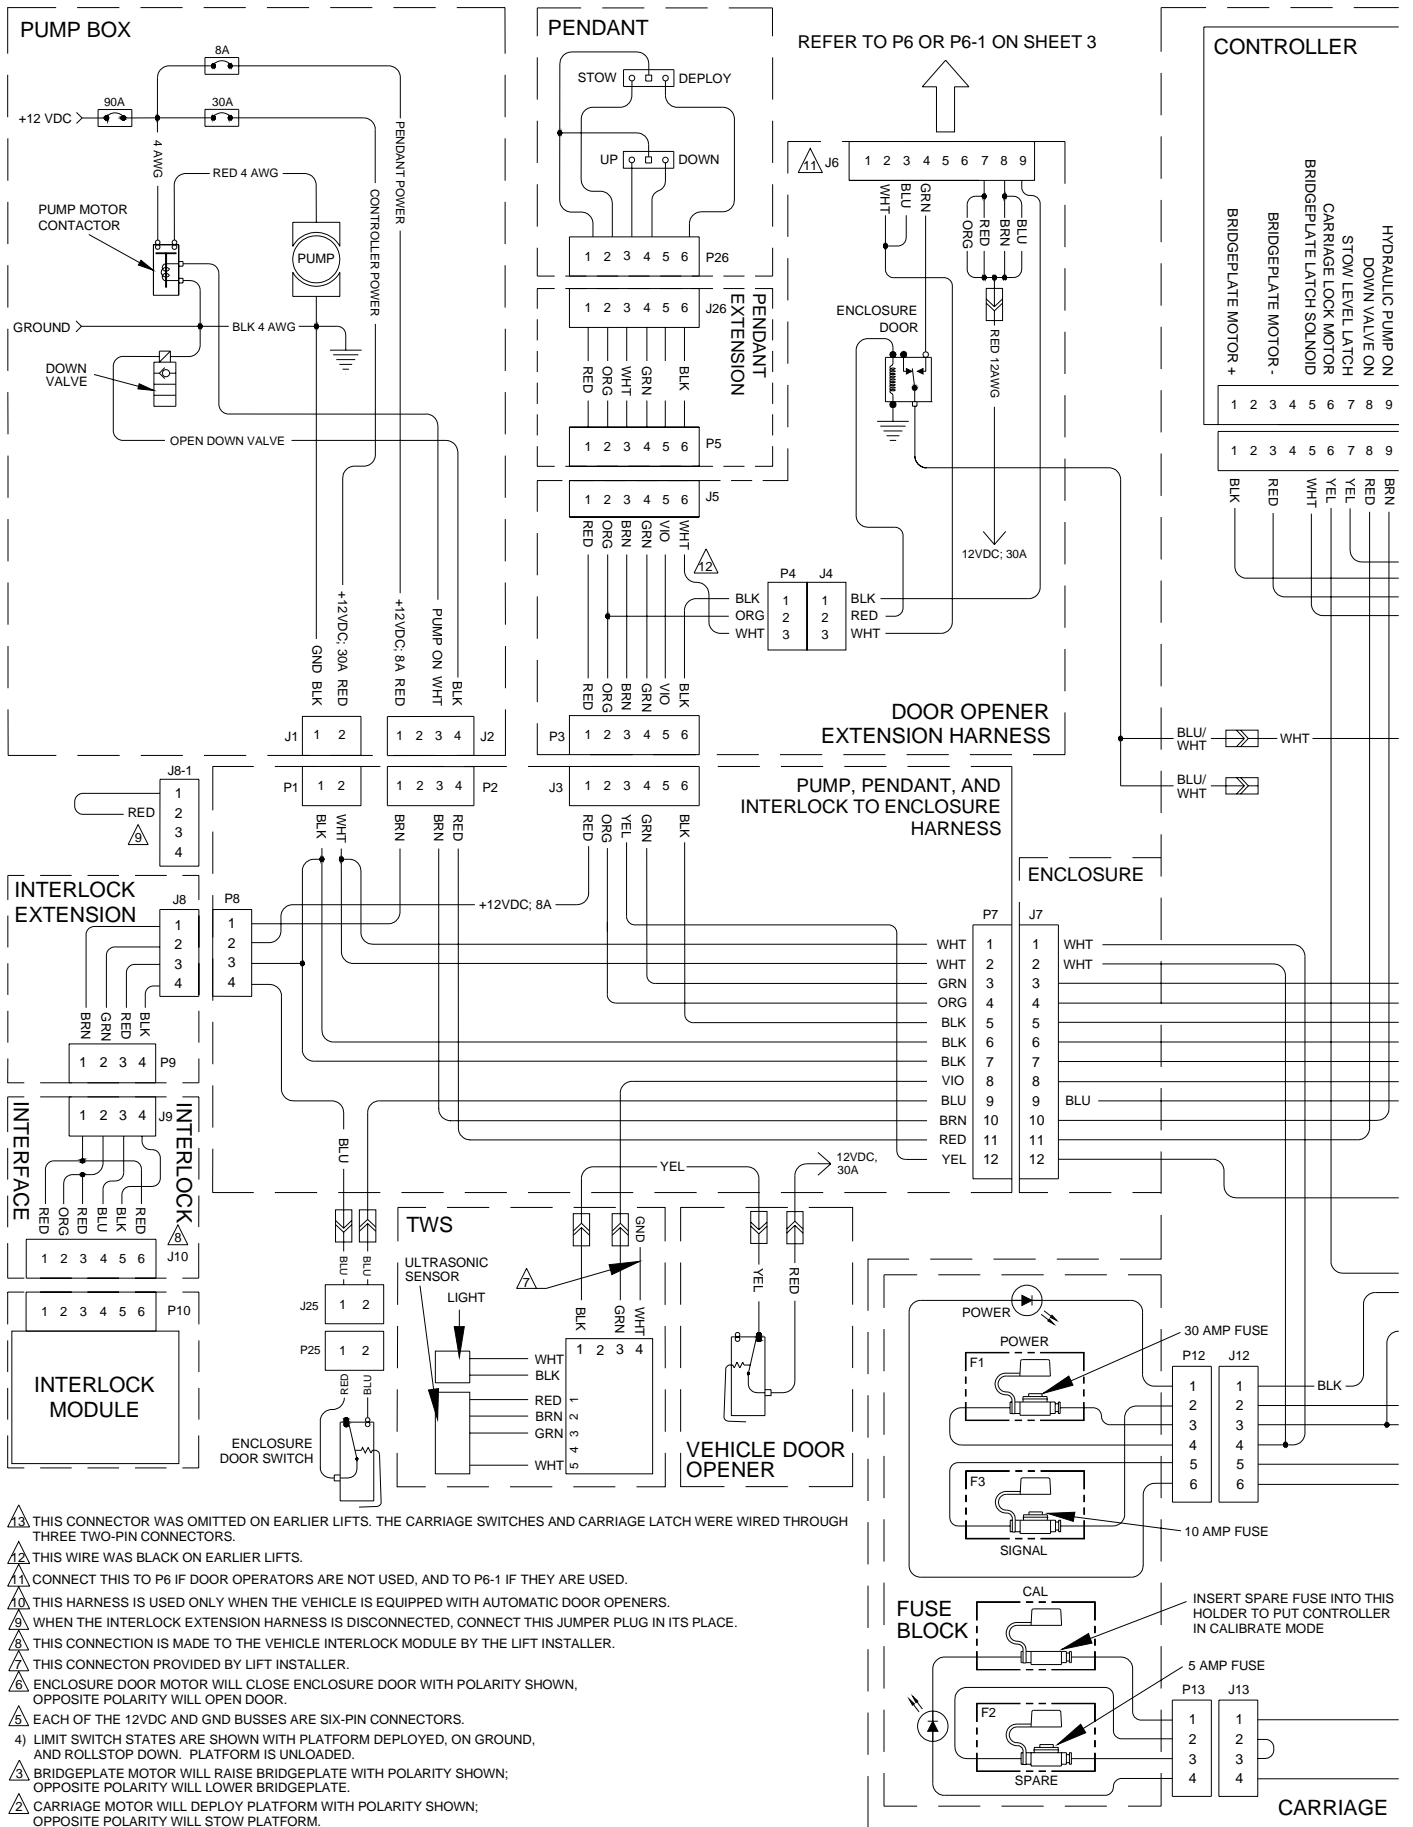 PUMP BOX
8A
90A
30A
+12 VDC
4 AWG
RED 4 AWG
PENDANT POWER
CONTROLLER POWER
PUMP MOTOR
CONTACTOR
PUMP
GROUND
BLK 4 AWG
DOWN
VALVE
OPEN DOWN VALVE
GND BLK
+12VDC; 30A RED
+12VDC; 8A RED
PUMP ON WHT
BLK
J1 1 2
1 2 3 4 J2
PENDANT
STOW DEPLOY
UP DOWN
1 2 3 4 5 6 P26
1 2 3 4 5 6 J26
PENDANT
EXTENSION
RED ORG WHT GRN BLK
1 2 3 4 5 6 P5
1 2 3 4 5 6 J5
RED ORG BRN GRN VIO WHT
12
RED ORG BRN GRN VIO BLK
P3 1 2 3 4 5 6
REFER TO P6 OR P6-1 ON SHEET 3
11 J6 1 2 3 4 5 6 7 8 9
WHT BLU GRN ORG RED BRN BLU
ENCLOSURE
DOOR
RED 12AWG
12VDC; 30A
P4 J4
BLK 1 1 BLK
ORG 2 2 RED
WHT 3 3 WHT
DOOR OPENER
EXTENSION HARNESS
CONTROLLER
BRIDGEPLATE MOTOR +
BRIDGEPLATE MOTOR -
BRIDGEPLATE LATCH SOLNOID
CARRIAGE LOCK MOTOR
STOW LEVEL LATCH
DOWN VALVE ON
HYDRAULIC PUMP ON
1 2 3 4 5 6 7 8 9
1 2 3 4 5 6 7 8 9
BLK RED WHT YEL YEL RED BRN
BLU/
WHT
WHT
BLU/
WHT
J8-1
1
2
3
4
RED
9
P1 1 2
1 2 3 4 P2
J3 1 2 3 4 5 6
PUMP, PENDANT, AND
INTERLOCK TO ENCLOSURE
HARNESS
BLK WHT BRN BRN RED
RED ORG YEL GRN BLK
+12VDC; 8A
ENCLOSURE
INTERLOCK
EXTENSION
J8 P8
1 1
2 2
3 3
4 4
BRN GRN RED BLK
1 2 3 4 P9
P7 J7
WHT 1 1 WHT
WHT 2 2 WHT
GRN 3 3
ORG 4 4
BLK 5 5
BLK 6 6
BLK 7 7
VIO 8 8
BLU 9 9 BLU
BRN 10 10
RED 11 11
YEL 12 12
INTERFACE
INTERLOCK
1 2 3 4 J9
RED ORG RED BLU BLK RED
8
1 2 3 4 5 6 J10
1 2 3 4 5 6 P10
INTERLOCK
MODULE
BLU
BLU BLU
J25 1 2
P25 1 2
RED BLU
ENCLOSURE
DOOR SWITCH
TWS
ULTRASONIC
SENSOR
LIGHT
7
YEL
GND
BLK GRN WHT
1 2 3 4
WHT
BLK
RED 1
BRN 2
GRN 3
4
WHT 5
12VDC,
30A
YEL RED
VEHICLE DOOR
OPENER
POWER
POWER
F1
30 AMP FUSE
P12 J12
1 1 BLK
2 2
3 3
4 4
5 5
6 6
F3
10 AMP FUSE
SIGNAL
CAL
FUSE
BLOCK
INSERT SPARE FUSE INTO THIS
HOLDER TO PUT CONTROLLER
IN CALIBRATE MODE
5 AMP FUSE
F2
SPARE
P13 J13
1 1
2 2
3 3
4 4
CARRIAGE
13 THIS CONNECTOR WAS OMITTED ON EARLIER LIFTS. THE CARRIAGE SWITCHES AND CARRIAGE LATCH WERE WIRED THROUGH
THREE TWO-PIN CONNECTORS.
12 THIS WIRE WAS BLACK ON EARLIER LIFTS.
11 CONNECT THIS TO P6 IF DOOR OPERATORS ARE NOT USED, AND TO P6-1 IF THEY ARE USED.
10 THIS HARNESS IS USED ONLY WHEN THE VEHICLE IS EQUIPPED WITH AUTOMATIC DOOR OPENERS.
9 WHEN THE INTERLOCK EXTENSION HARNESS IS DISCONNECTED, CONNECT THIS JUMPER PLUG IN ITS PLACE.
8 THIS CONNECTION IS MADE TO THE VEHICLE INTERLOCK MODULE BY THE LIFT INSTALLER.
7 THIS CONNECTON PROVIDED BY LIFT INSTALLER.
6 ENCLOSURE DOOR MOTOR WILL CLOSE ENCLOSURE DOOR WITH POLARITY SHOWN,
OPPOSITE POLARITY WILL OPEN DOOR.
5 EACH OF THE 12VDC AND GND BUSSES ARE SIX-PIN CONNECTORS.
4) LIMIT SWITCH STATES ARE SHOWN WITH PLATFORM DEPLOYED, ON GROUND,
AND ROLLSTOP DOWN. PLATFORM IS UNLOADED.
3 BRIDGEPLATE MOTOR WILL RAISE BRIDGEPLATE WITH POLARITY SHOWN;
OPPOSITE POLARITY WILL LOWER BRIDGEPLATE.
2 CARRIAGE MOTOR WILL DEPLOY PLATFORM WITH POLARITY SHOWN;
OPPOSITE POLARITY WILL STOW PLATFORM.